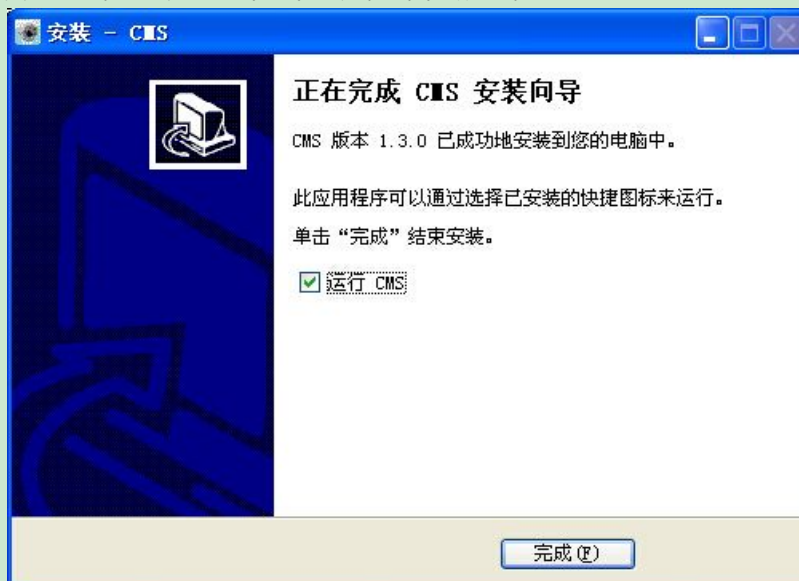 安装 - CMS
正在完成 CMS 安装向导
CMS 版本 1.3.0 已成功地安装到您的电脑中。
此应用程序可以通过选择已安装的快捷图标来运行。
单击“完成”结束安装。
运行 CMS
完成(F)